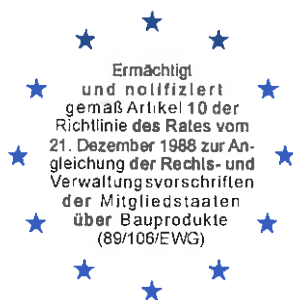 Ermächtigt
und notifiziert
gemäß Artikel 10 der
Richtlinie des Rates vom
21. Dezember 1988 zur An-
gleichung der Rechts- und
Verwaltungsvorschriften
der Mitgliedstaaten
über Bauprodukte
(89/106/EWG)